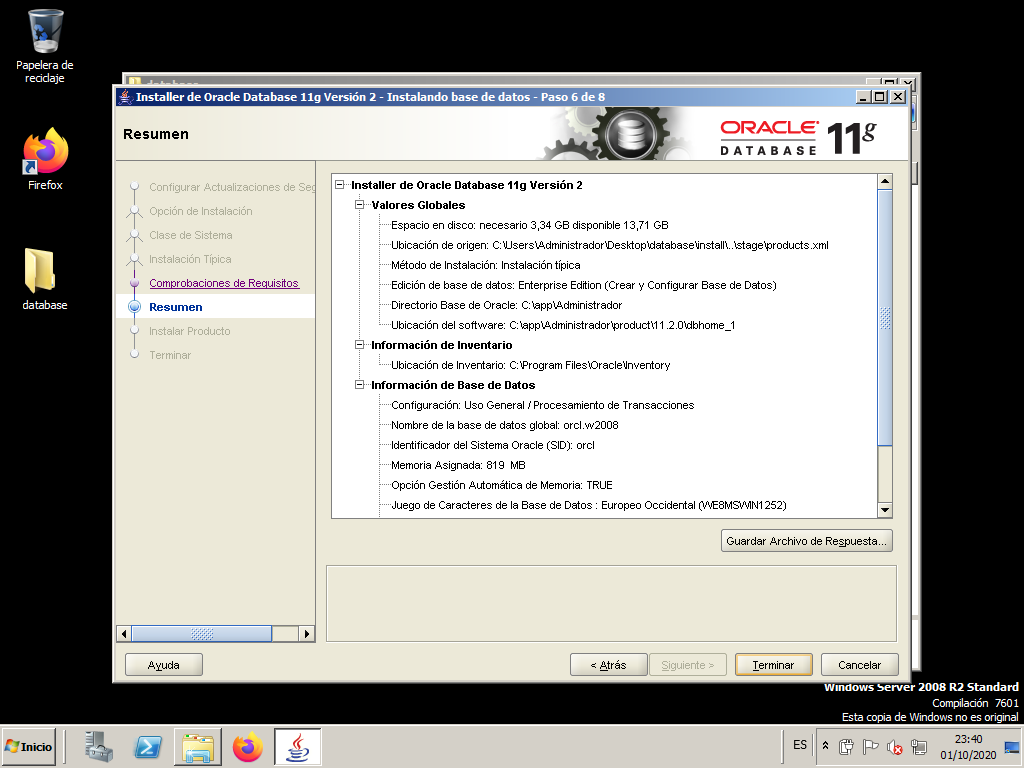 Papelera de
reciclaje
Firefox
database
database
Installer de Oracle Database 11g Versión 2 - Instalando base de datos - Paso 6 de 8
Resumen
ORACLE
DATABASE
11g
Configurar Actualizaciones de Seg
Opción de Instalación
Clase de Sistema
Instalación Típica
Comprobaciones de Requisitos
Resumen
Instalar Producto
Terminar
Installer de Oracle Database 11g Versión 2
Valores Globales
Espacio en disco: necesario 3,34 GB disponible 13,71 GB
Ubicación de origen: C:\Users\Administrador\Desktop\database\install\..\stage\products.xml
Método de Instalación: Instalación típica
Edición de base de datos: Enterprise Edition (Crear y Configurar Base de Datos)
Directorio Base de Oracle: C:\app\Administrador
Ubicación del software: C:\app\Administrador\product\11.2.0\dbhome_1
Información de Inventario
Ubicación de Inventario: C:\Program Files\Oracle\Inventory
Información de Base de Datos
Configuración: Uso General / Procesamiento de Transacciones
Nombre de la base de datos global: orcl.w2008
Identificador del Sistema Oracle (SID): orcl
Memoria Asignada: 819 MB
Opción Gestión Automática de Memoria: TRUE
Juego de Caracteres de la Base de Datos : Europeo Occidental (WE8MSWIN1252)
Guardar Archivo de Respuesta...
Ayuda
< Atrás
Siguiente >
Terminar
Cancelar
Windows Server 2008 R2 Standard
Compilación 7601
Esta copia de Windows no es original
Inicio
ES
23:40
01/10/2020